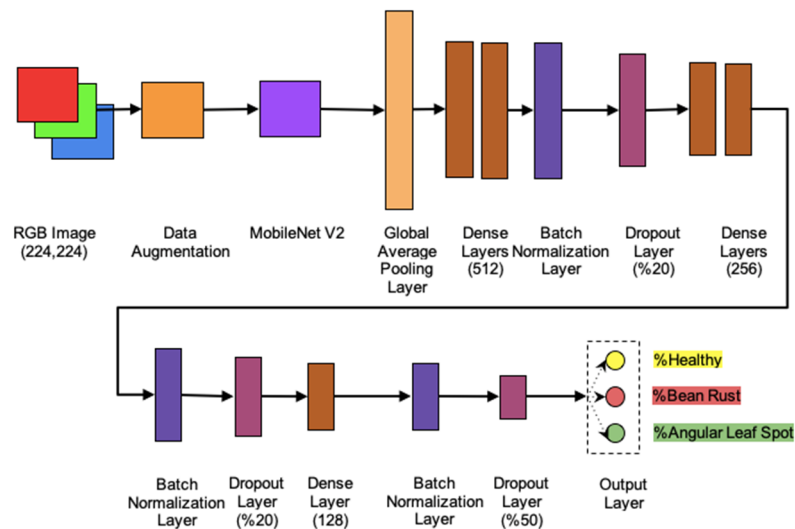 RGB Image
(224,224)
Data
Augmentation
MobileNet V2
Global
Average
Pooling
Layer
Dense
Layers
(512)
Batch
Normalization
Layer
Dropout
Layer
(%20)
Dense
Layers
(256)
%Healthy
%Bean Rust
%Angular Leaf Spot
Batch
Normalization
Layer
Dropout
Layer
(%20)
Dense
Layer
(128)
Batch
Normalization
Layer
Dropout
Layer
(%50)
Output
Layer